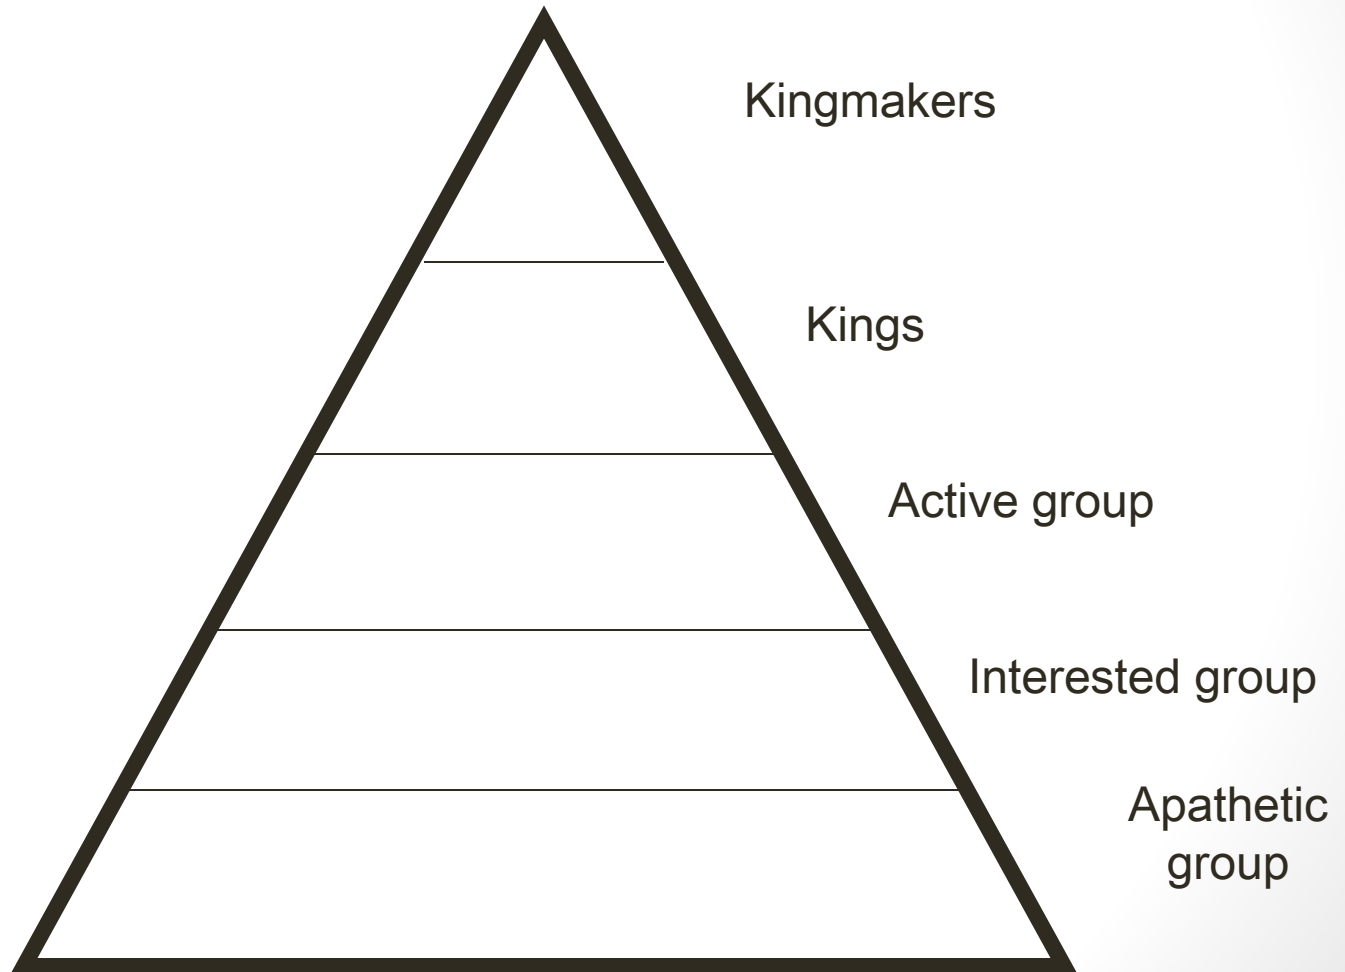 Kingmakers
Kings
Active group
Interested group
Apathetic
group